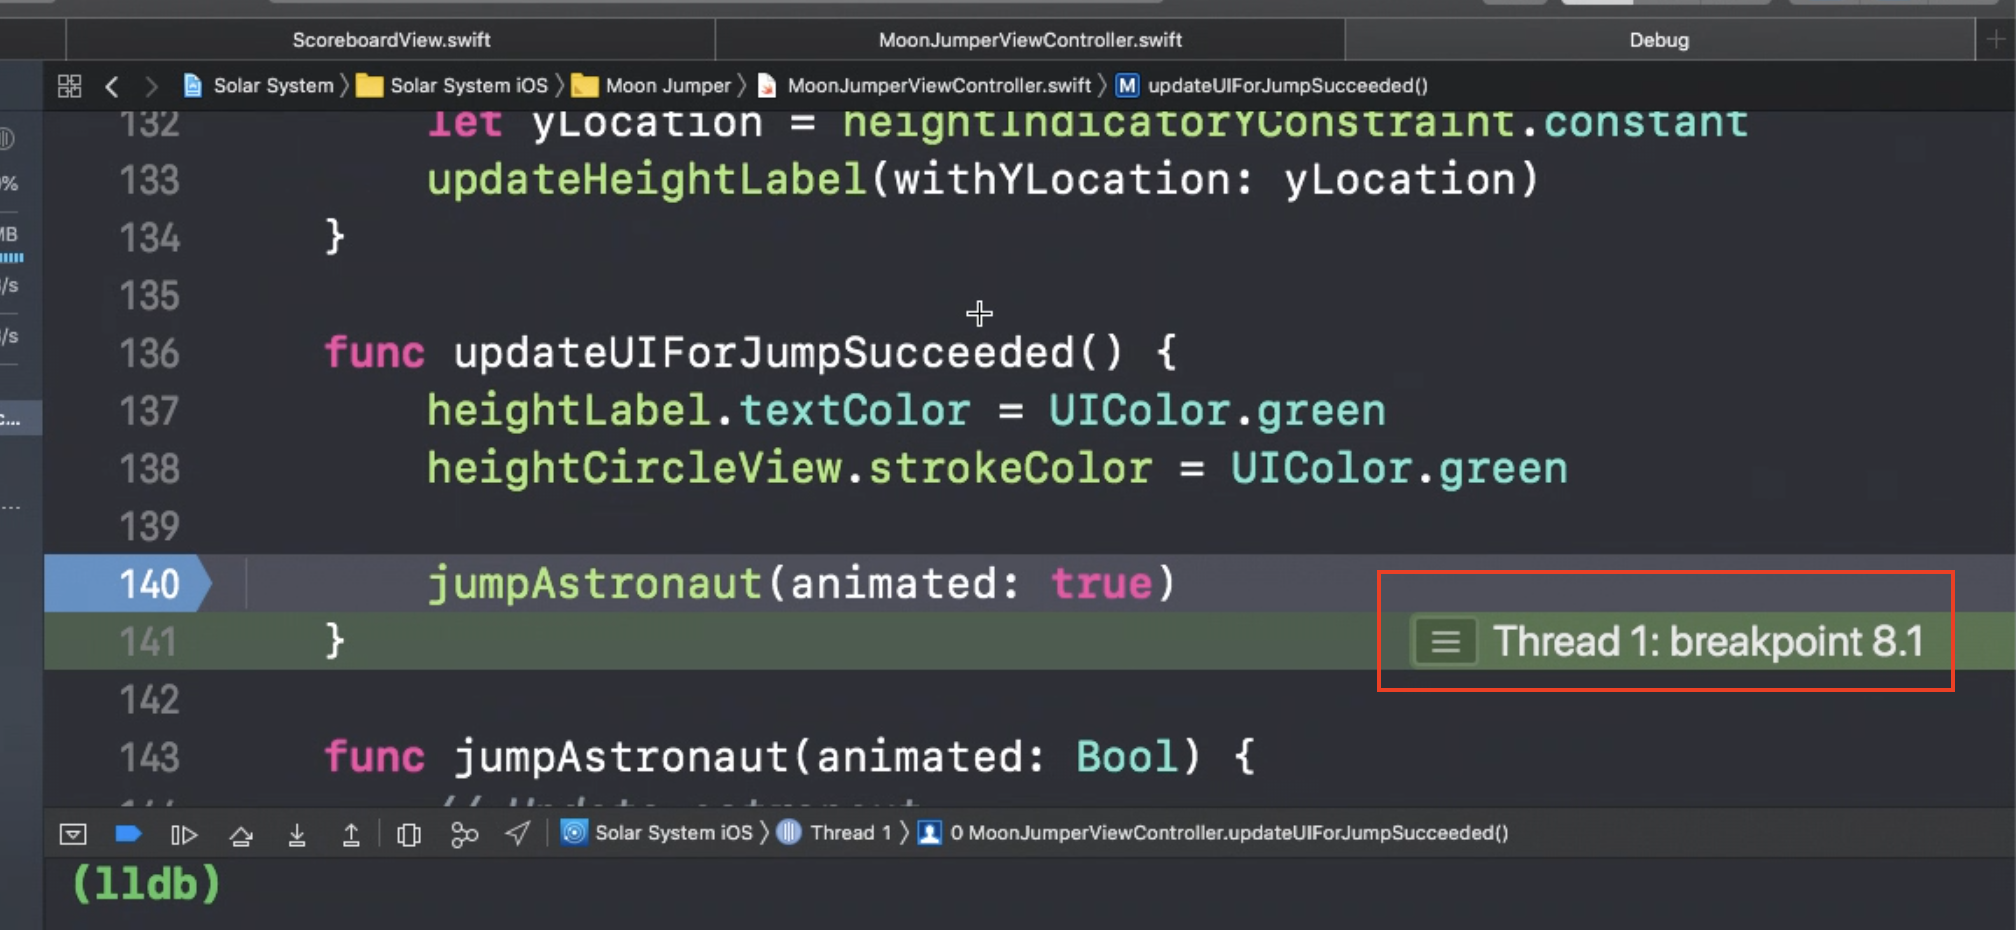 ScoreboardView.swift
MoonJumperViewController.swift
Debug
Solar System
Solar System iOS
Moon Jumper
MoonJumperViewController.swift
M
updateUIForJumpSucceeded()
132 let yLocation = heightIndicatorYConstraint.constant
133 updateHeightLabel(withYLocation: yLocation)
134 }
135
136 func updateUIForJumpSucceeded() {
137 heightLabel.textColor = UIColor.green
138 heightCircleView.strokeColor = UIColor.green
139
140 jumpAstronaut(animated: true)
141 } Thread 1: breakpoint 8.1
142
143 func jumpAstronaut(animated: Bool) {
%
MB
/s
/s
c...
Solar System iOS
Thread 1
0 MoonJumperViewController.updateUIForJumpSucceeded()
(lldb)